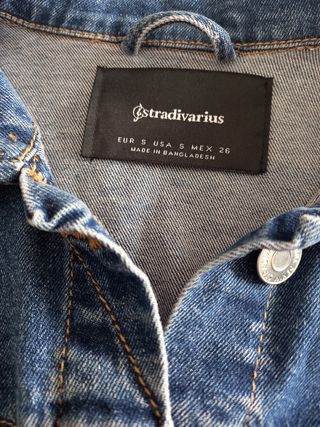 stradivarius
EUR S USA S MEX 26
MADE IN BANGLADESH